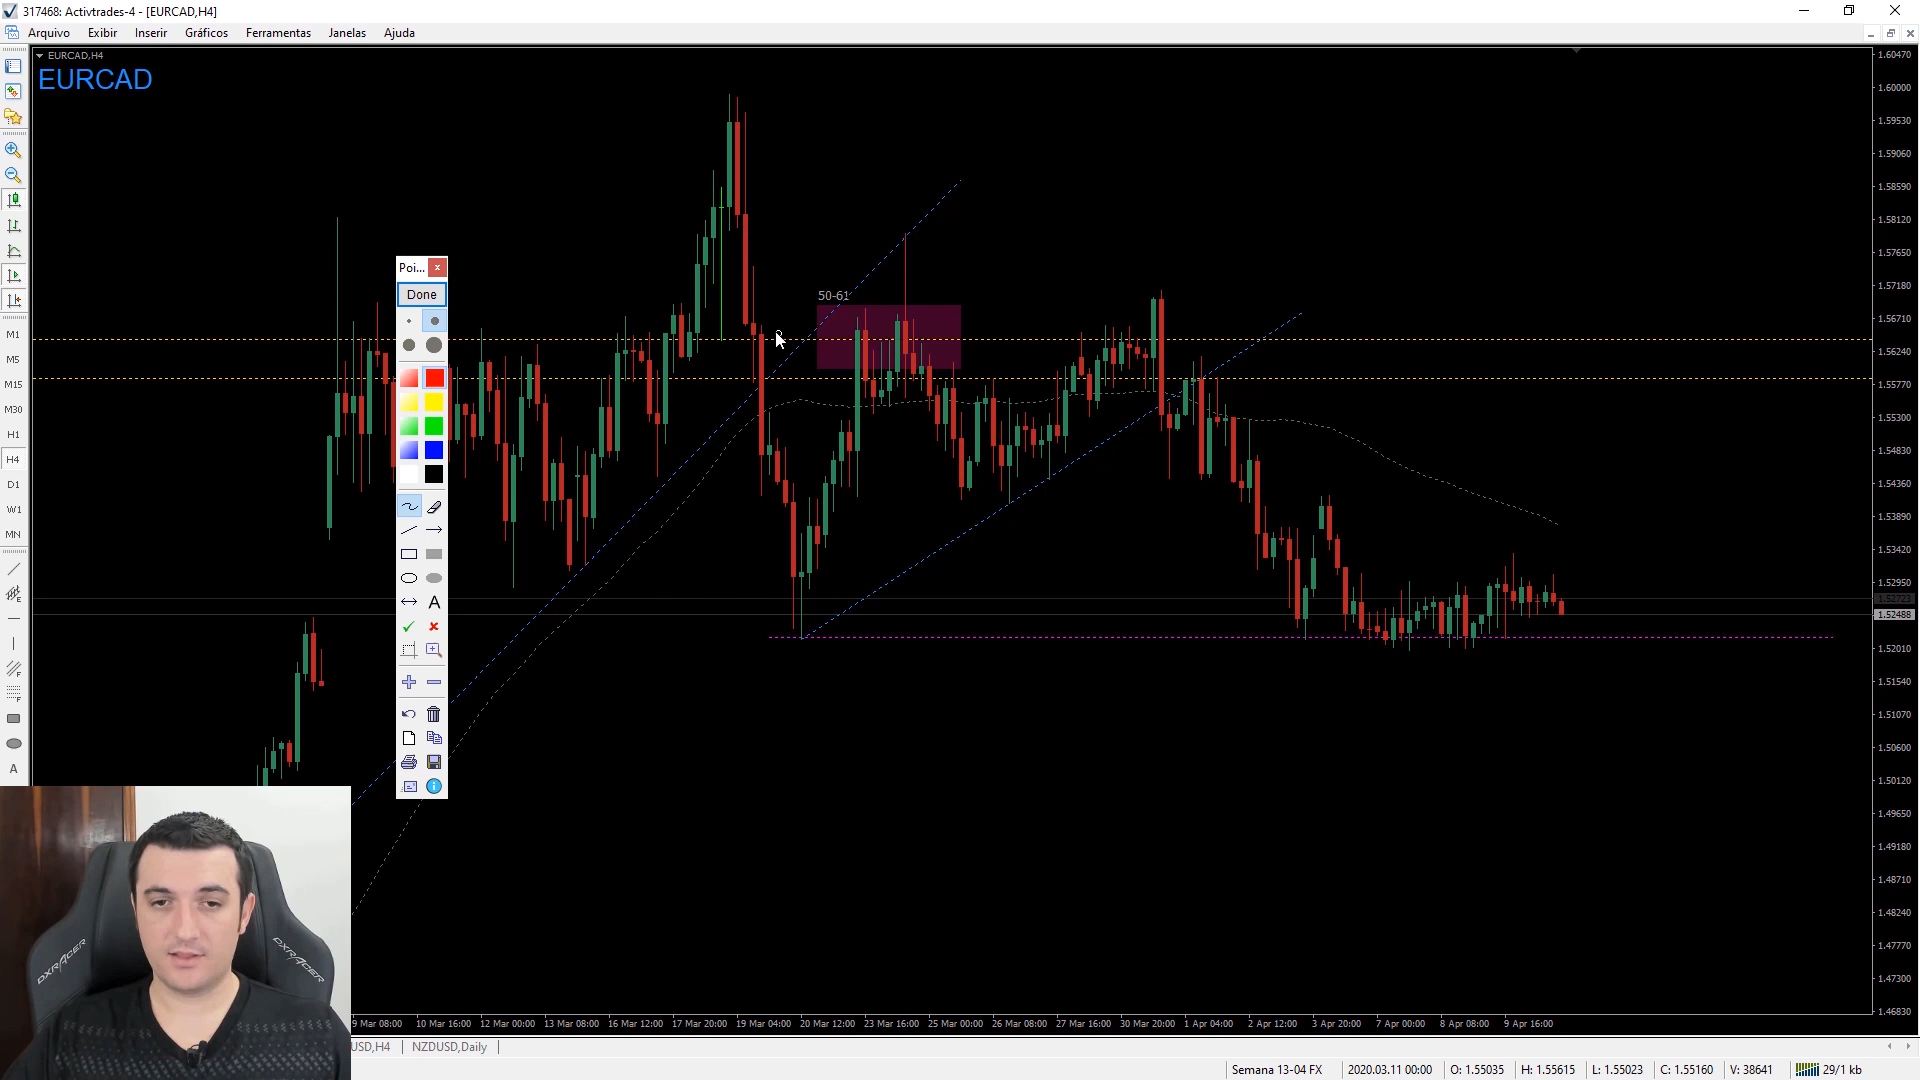 317468: Activtrades-4 - [EURCAD,H4]
Arquivo Exibir Inserir Gráficos Ferramentas Janelas Ajuda
EURCAD,H4
EURCAD
Poi...
Done
A
50-61
M1
M5
M15
M30
H1
H4
D1
W1
MN
A
1.60470
1.60000
1.59530
1.59060
1.58590
1.58120
1.57650
1.57180
1.56710
1.56240
1.55770
1.55300
1.54830
1.54360
1.53890
1.53420
1.52950
1.52723
1.52488
1.52010
1.51540
1.51070
1.50600
1.50120
1.49650
1.49180
1.48710
1.48240
1.47770
1.47300
1.46830
9 Mar 08:00 10 Mar 16:00 12 Mar 00:00 13 Mar 08:00 16 Mar 12:00 17 Mar 20:00 19 Mar 04:00 20 Mar 12:00 23 Mar 16:00 25 Mar 00:00 26 Mar 08:00 27 Mar 16:00 30 Mar 20:00 1 Apr 04:00 2 Apr 12:00 3 Apr 20:00 7 Apr 00:00 8 Apr 08:00 9 Apr 16:00
USD,H4 NZDUSD,Daily
Semana 13-04 FX 2020.03.11 00:00 O: 1.55035 H: 1.55615 L: 1.55023 C: 1.55160 V: 38641 29/1 kb
DXRACER
DXRACER